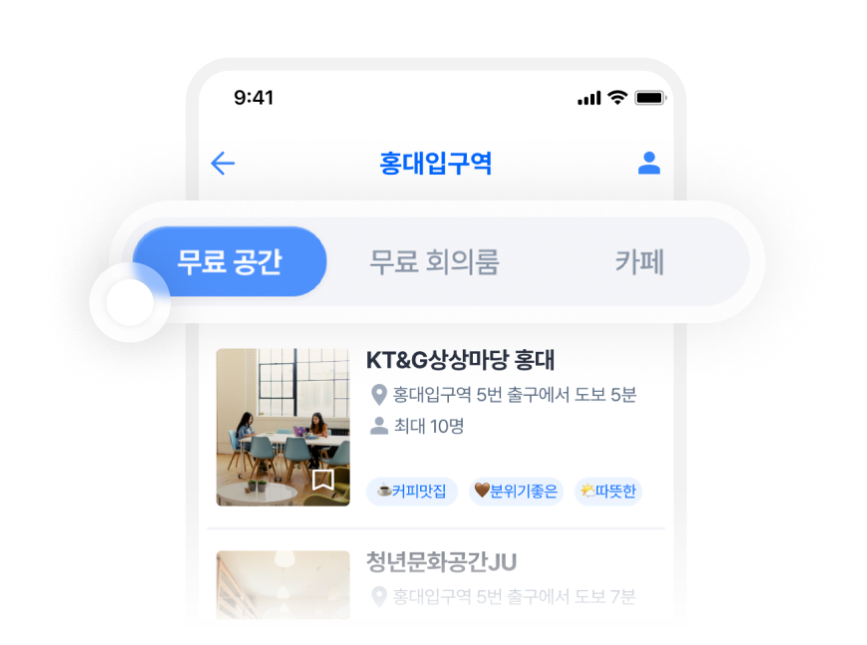 9:41
홍대입구역
무료 공간 무료 회의룸 카페
KT&G상상마당 홍대
홍대입구역 5번 출구에서 도보 5분
최대 10명
☕커피맛집 🤎분위기좋은 🌤️따뜻한
청년문화공간JU
홍대입구역 5번 출구에서 도보 7분